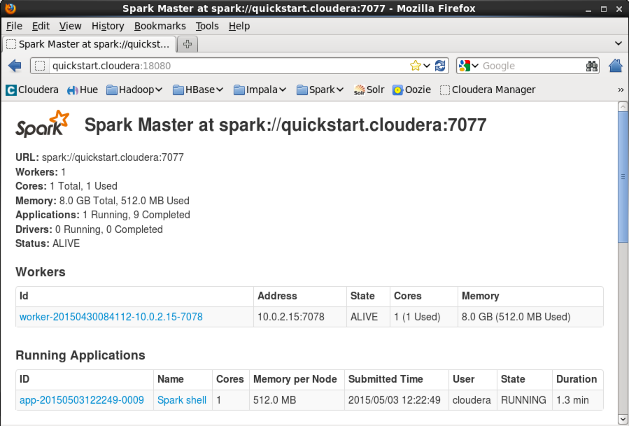 Spark Master at spark://quickstart.cloudera:7077 - Mozilla Firefox
File Edit View History Bookmarks Tools Help
Spark Master at spark://quickst...
quickstart.cloudera:18080 Google
Cloudera Hue Hadoop HBase Impala Spark Solr Oozie Cloudera Manager »
Spark Spark Master at spark://quickstart.cloudera:7077
URL: spark://quickstart.cloudera:7077
Workers: 1
Cores: 1 Total, 1 Used
Memory: 8.0 GB Total, 512.0 MB Used
Applications: 1 Running, 9 Completed
Drivers: 0 Running, 0 Completed
Status: ALIVE
Workers
Id Address State Cores Memory
worker-20150430084112-10.0.2.15-7078 10.0.2.15:7078 ALIVE 1 (1 Used) 8.0 GB (512.0 MB Used)
Running Applications
ID Name Cores Memory per Node Submitted Time User State Duration
app-20150503122249-0009 Spark shell 1 512.0 MB 2015/05/03 12:22:49 cloudera RUNNING 1.3 min